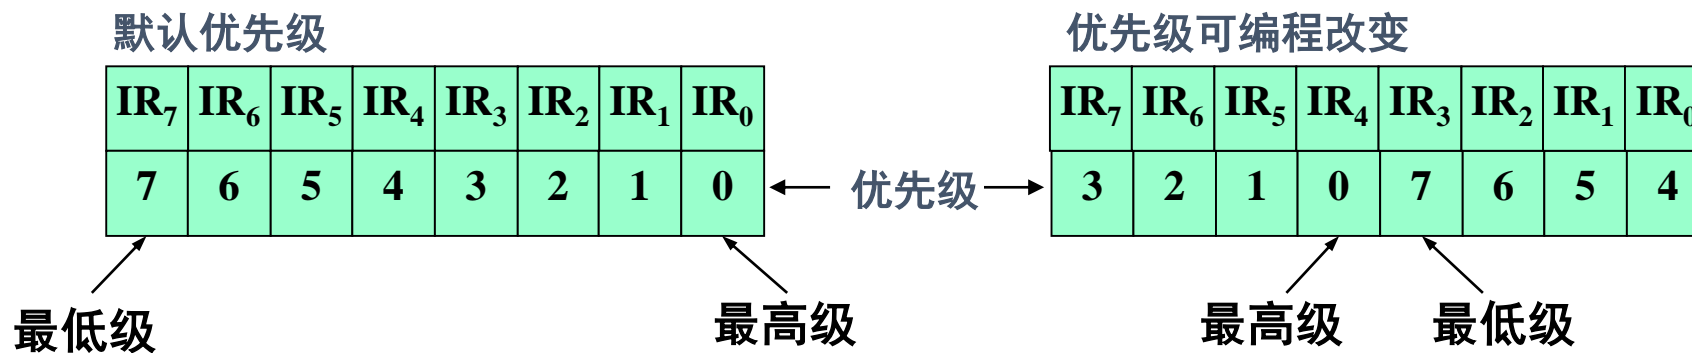 默认优先级 优先级可编程改变
IR₇ IR₆ IR₅ IR₄ IR₃ IR₂ IR₁ IR₀ IR₇ IR₆ IR₅ IR₄ IR₃ IR₂ IR₁ IR₀
7 6 5 4 3 2 1 0 优先级 3 2 1 0 7 6 5 4
最低级 最高级 最高级 最低级